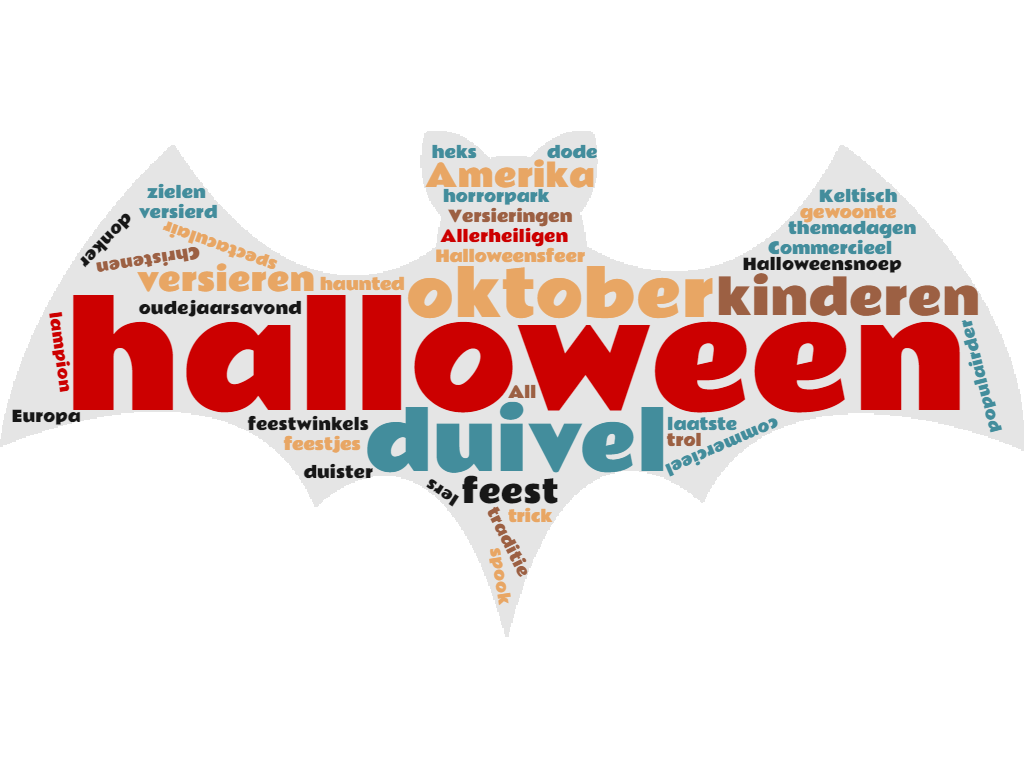 heks
dode
Amerika
horrorpark
Versieringen
Allerheiligen
Halloweensfeer
zielen
versierd
donker
spectaculair
Christenen
versieren
haunted
oudejaarsavond
oktober
Keltisch
gewoonte
themadagen
Commercieel
Halloweensnoep
kinderen
halloween
lampion
populairder
Europa
All
duivel
feestwinkels
feestjes
duister
laatste
trol
commercieel
Iers
feest
trick
traditie
spook